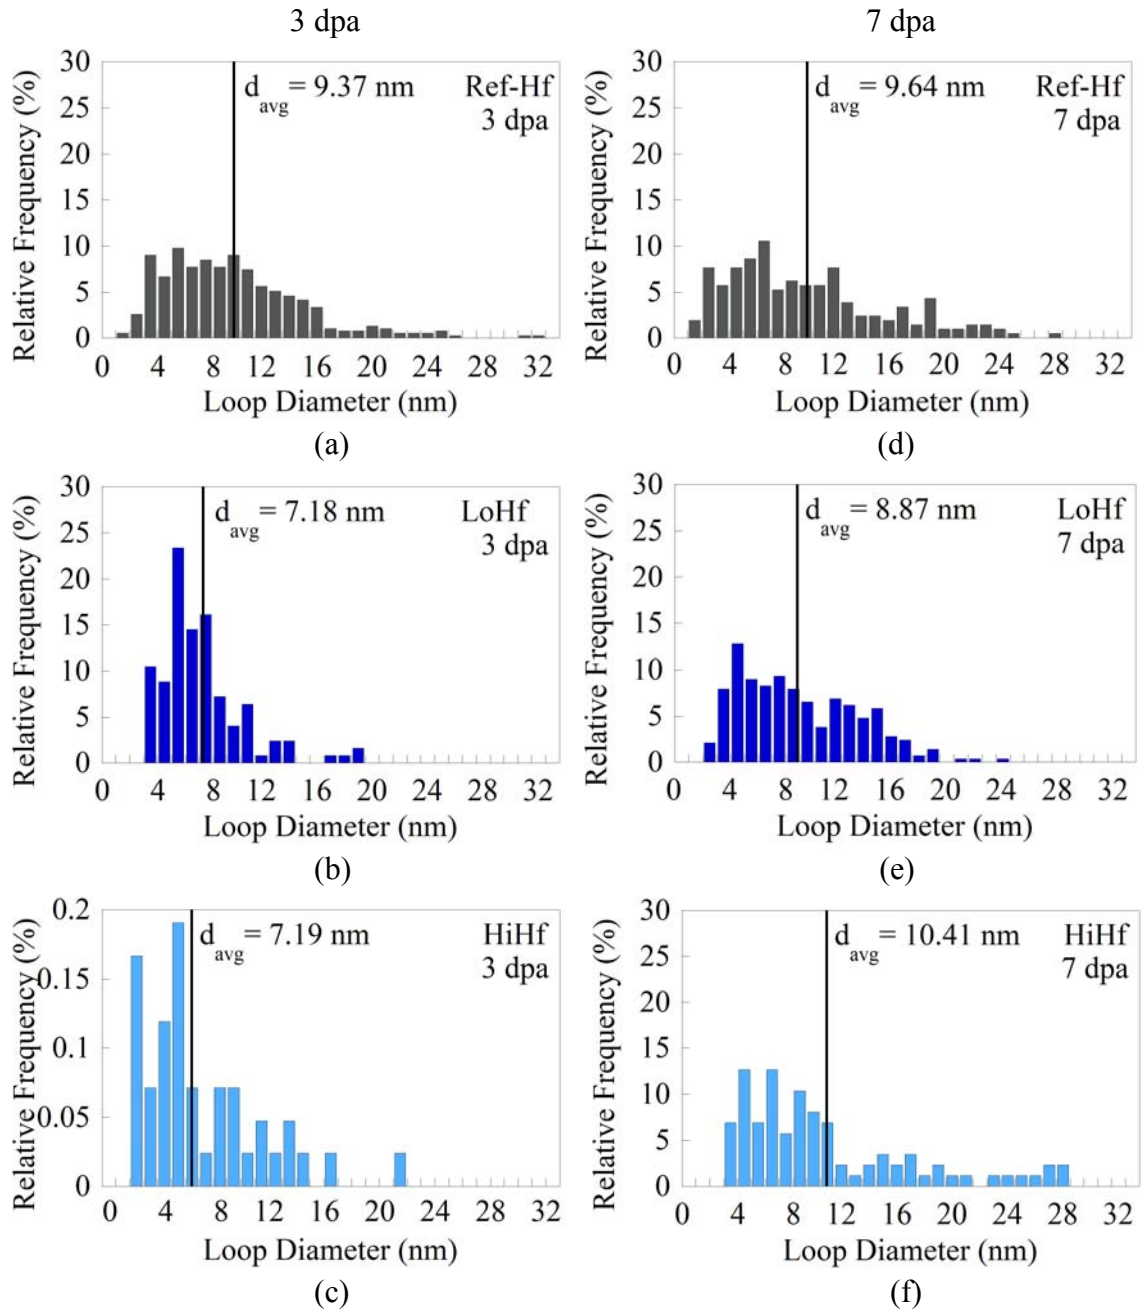 3 dpa
7 dpa
30
25
20
15
10
5
0
Relative Frequency (%)
d avg = 9.37 nm
Ref-Hf
3 dpa
0 4 8 12 16 20 24 28 32
Loop Diameter (nm)
(a)
30
25
20
15
10
5
0
Relative Frequency (%)
d avg = 9.64 nm
Ref-Hf
7 dpa
0 4 8 12 16 20 24 28 32
Loop Diameter (nm)
(d)
30
25
20
15
10
5
0
Relative Frequency (%)
d avg = 7.18 nm
LoHf
3 dpa
0 4 8 12 16 20 24 28 32
Loop Diameter (nm)
(b)
30
25
20
15
10
5
0
Relative Frequency (%)
d avg = 8.87 nm
LoHf
7 dpa
0 4 8 12 16 20 24 28 32
Loop Diameter (nm)
(e)
0.2
0.15
0.1
0.05
0
Relative Frequency (%)
d avg = 7.19 nm
HiHf
3 dpa
0 4 8 12 16 20 24 28 32
Loop Diameter (nm)
(c)
30
25
20
15
10
5
0
Relative Frequency (%)
d avg = 10.41 nm
HiHf
7 dpa
0 4 8 12 16 20 24 28 32
Loop Diameter (nm)
(f)